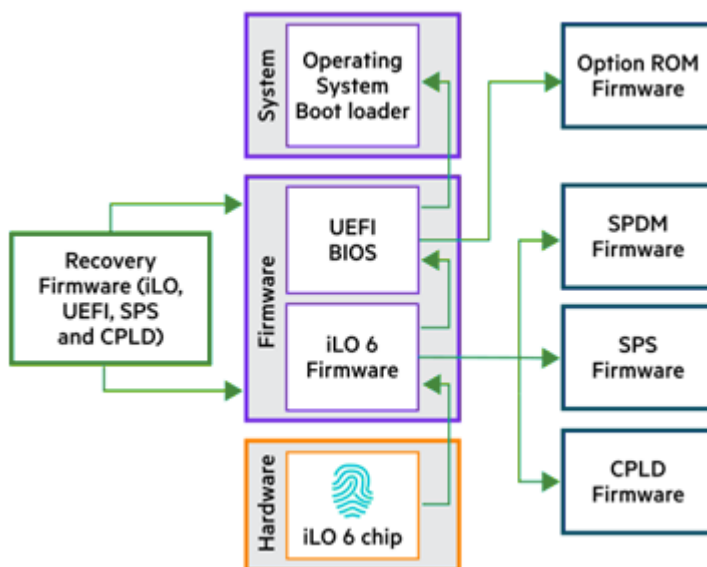 System
Operating
System
Boot loader
Option ROM
Firmware
Recovery
Firmware (iLO,
UEFI, SPS
and CPLD)
Firmware
UEFI
BIOS
iLO 6
Firmware
SPDM
Firmware
SPS
Firmware
CPLD
Firmware
Hardware
iLO 6 chip